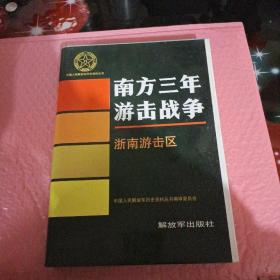 中国人民解放军历史资料丛书
南方三年
游击战争
浙南游击区
中国人民解放军历史资料丛书编审委员会
解放军出版社